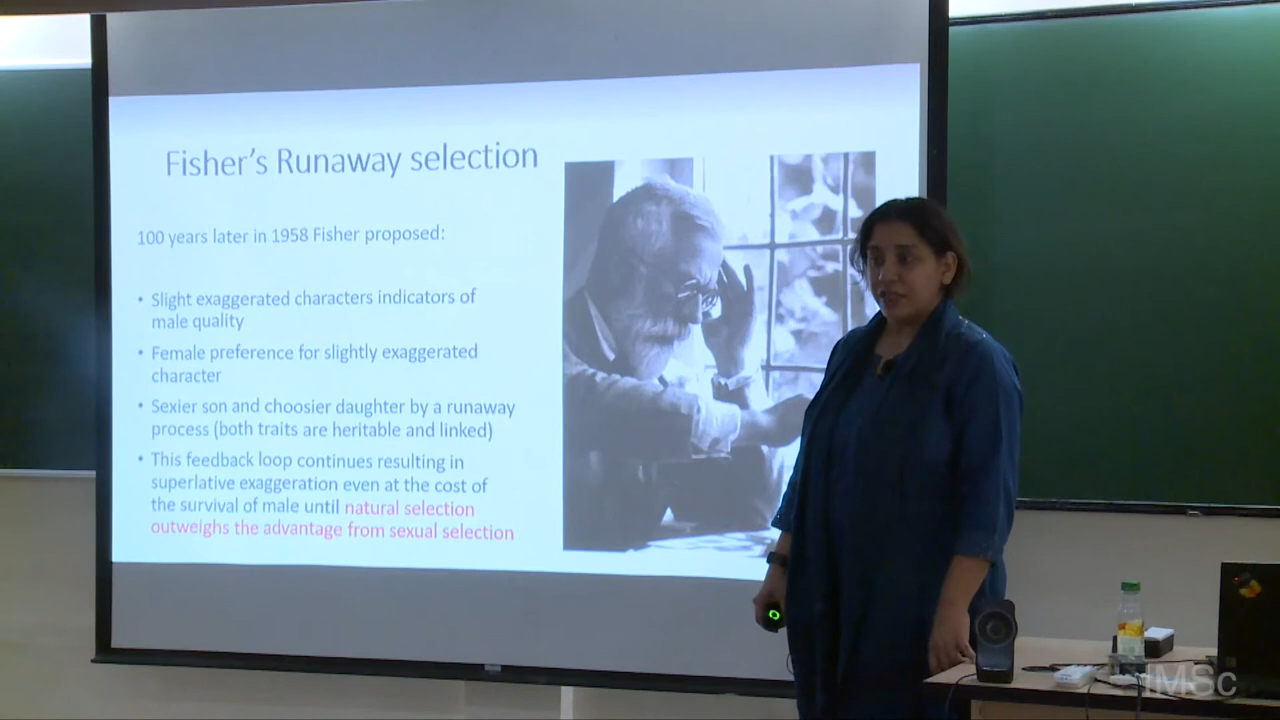 Fisher's Runaway selection
100 years later in 1958 Fisher proposed:
• Slight exaggerated characters indicators of
male quality
• Female preference for slightly exaggerated
character
• Sexier son and choosier daughter by a runaway
process (both traits are heritable and linked)
• This feedback loop continues resulting in
superlative exaggeration even at the cost of
the survival of male until natural selection
outweighs the advantage from sexual selection
IMSc